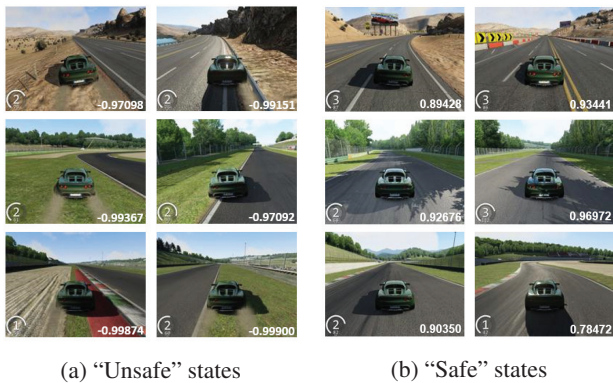 2 -0.97098 2 -0.99151 3 0.89428 3 0.93441
2 -0.99367 2 -0.97092 2 0.92676 3 0.96972
1 -0.99874 2 -0.99900 2 0.90350 1 0.78472
(a) “Unsafe” states (b) “Safe” states